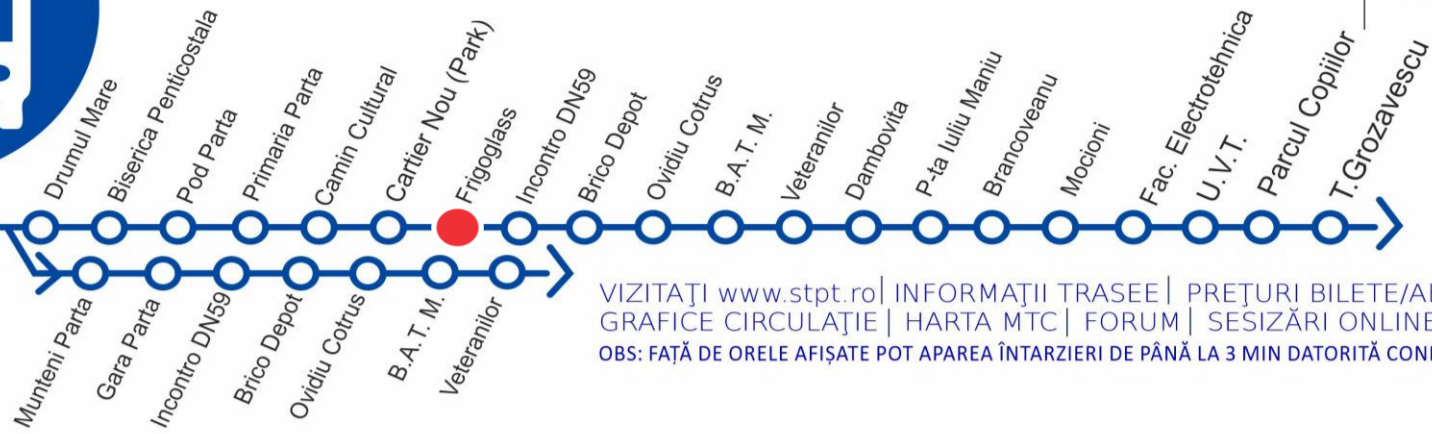 Drumul Mare
Biserica Penticostala
Pod Parta
Primaria Parta
Camin Cultural
Cartier Nou (Park)
Frigoglass
Incontro DN59
Brico Depot
Ovidiu Cotrus
B.A.T. M.
Veteranilor
Dambovita
P-ta Iuliu Maniu
Brancoveanu
Mocioni
Fac. Electrotehnica
U.V.T.
Parcul Copiilor
T.Grozavescu
Munteni Parta
Gara Parta
Incontro DN59
Brico Depot
Ovidiu Cotrus
B.A.T. M.
Veteranilor
VIZITAŢI www.stpt.ro| INFORMAŢII TRASEE| PREŢURI BILETE/A
GRAFICE CIRCULAŢIE| HARTA MTC| FORUM| SESIZĂRI ONLINE
OBS: FAȚĂ DE ORELE AFIȘATE POT APAREA ÎNTARZIERI DE PÂNĂ LA 3 MIN DATORITĂ CON